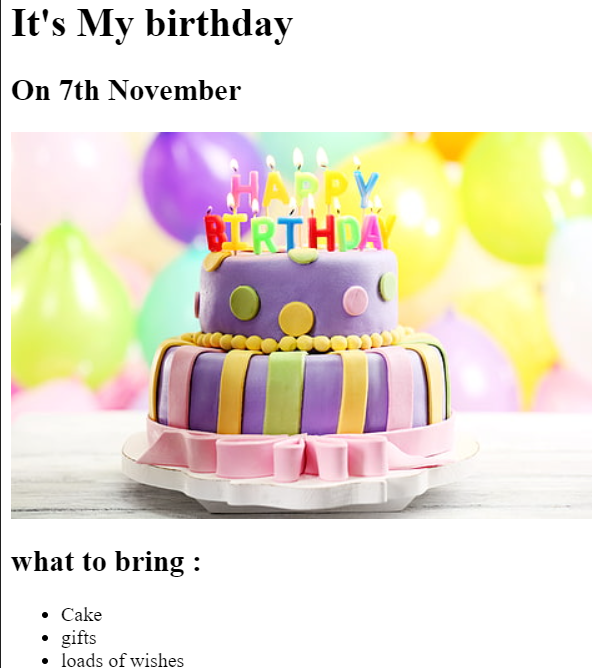 It's My birthday
On 7th November
HAPPY
BIRTHDAY
what to bring :
Cake
gifts
loads of wishes